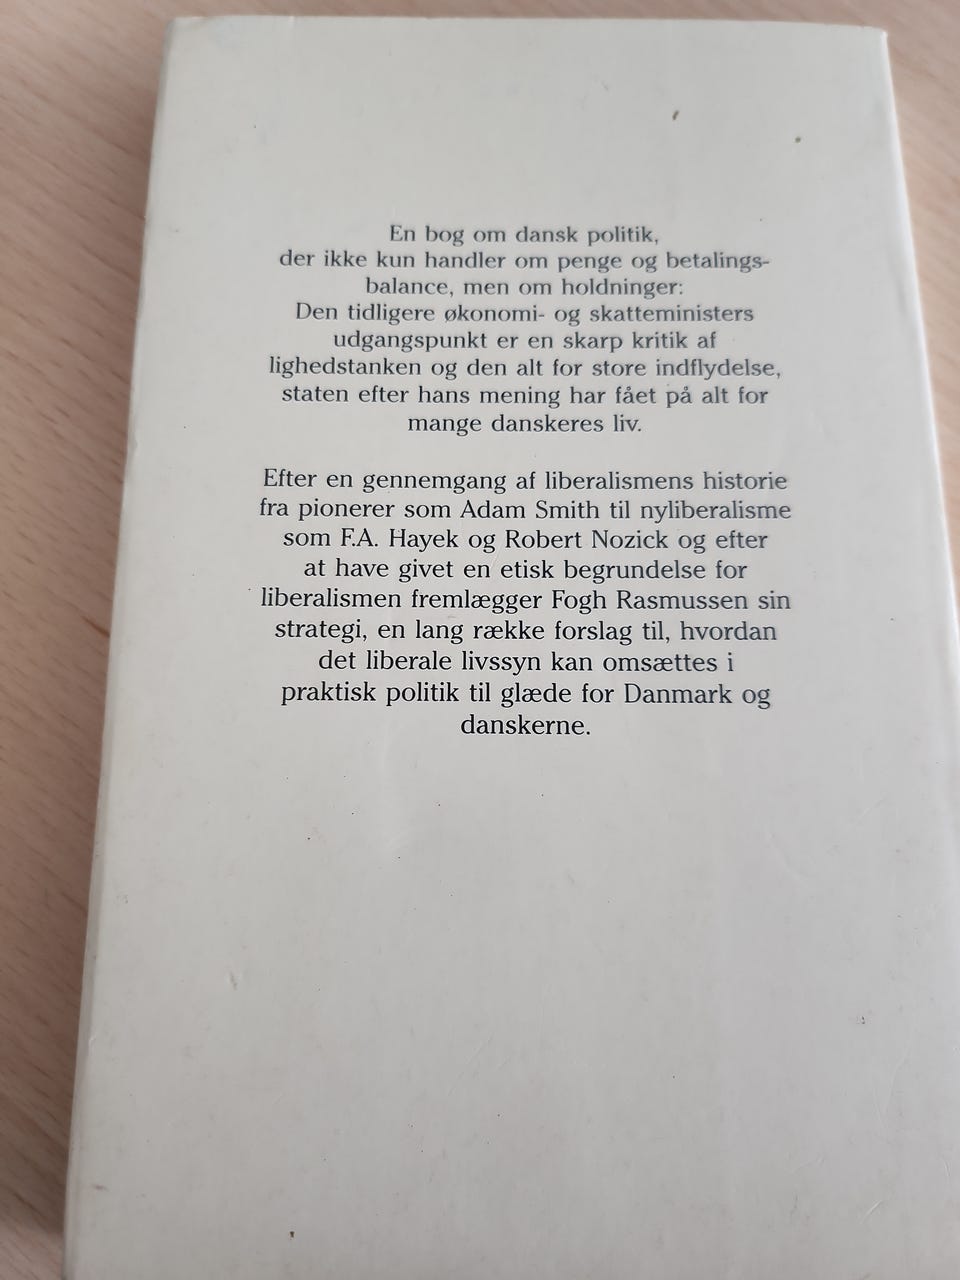 En bog om dansk politik,
der ikke kun handler om penge og betalings-
balance, men om holdninger:
Den tidligere økonomi- og skatteministers
udgangspunkt er en skarp kritik af
lighedstanken og den alt for store indflydelse,
staten efter hans mening har fået på alt for
mange danskeres liv.
Efter en gennemgang af liberalismens historie
fra pionerer som Adam Smith til nyliberalisme
som F.A. Hayek og Robert Nozick og efter
at have givet en etisk begrundelse for
liberalismen fremlægger Fogh Rasmussen sin
strategi, en lang række forslag til, hvordan
det liberale livssyn kan omsættes i
praktisk politik til glæde for Danmark og
danskerne.